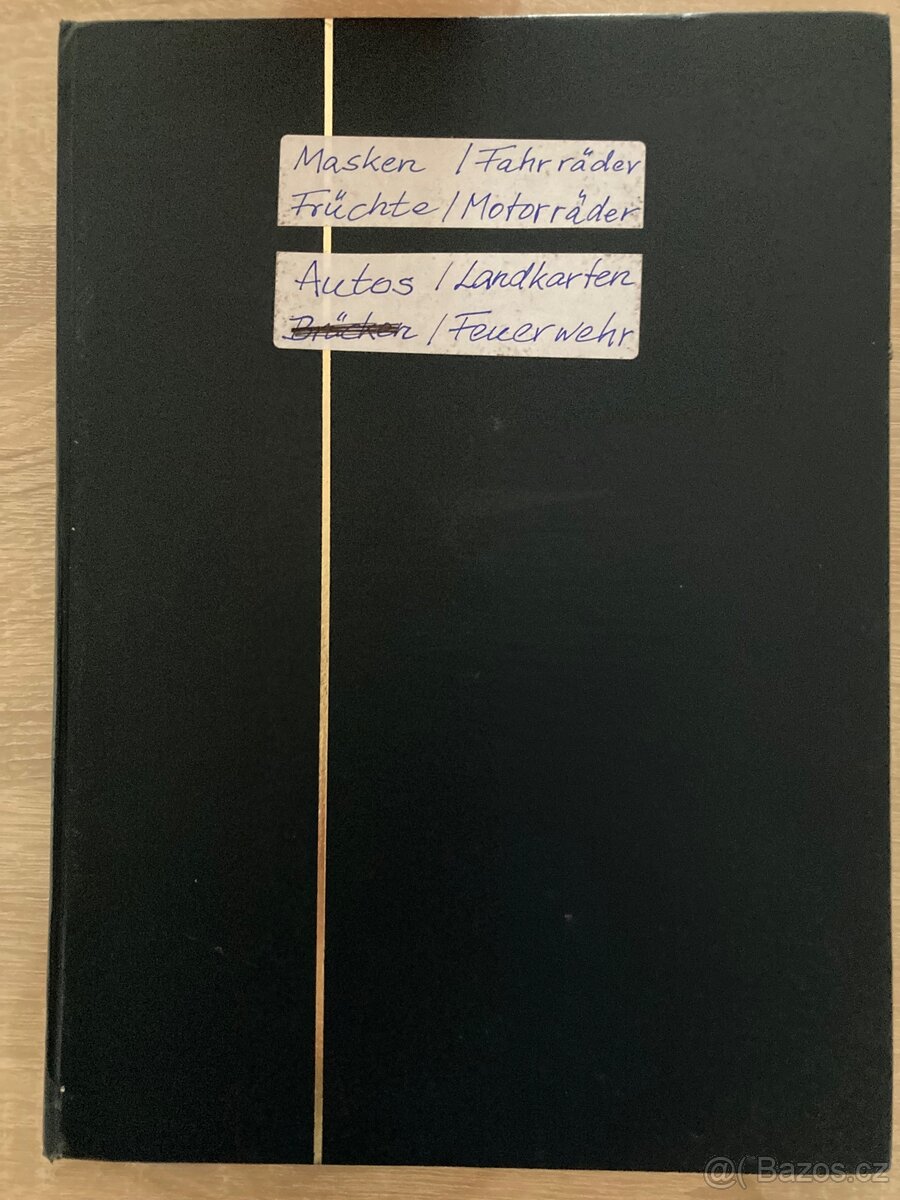 Masken / Fahrräder
Früchte / Motorräder
Autos / Landkarten
Brücken / Feuerwehr
@( Bazos.cz